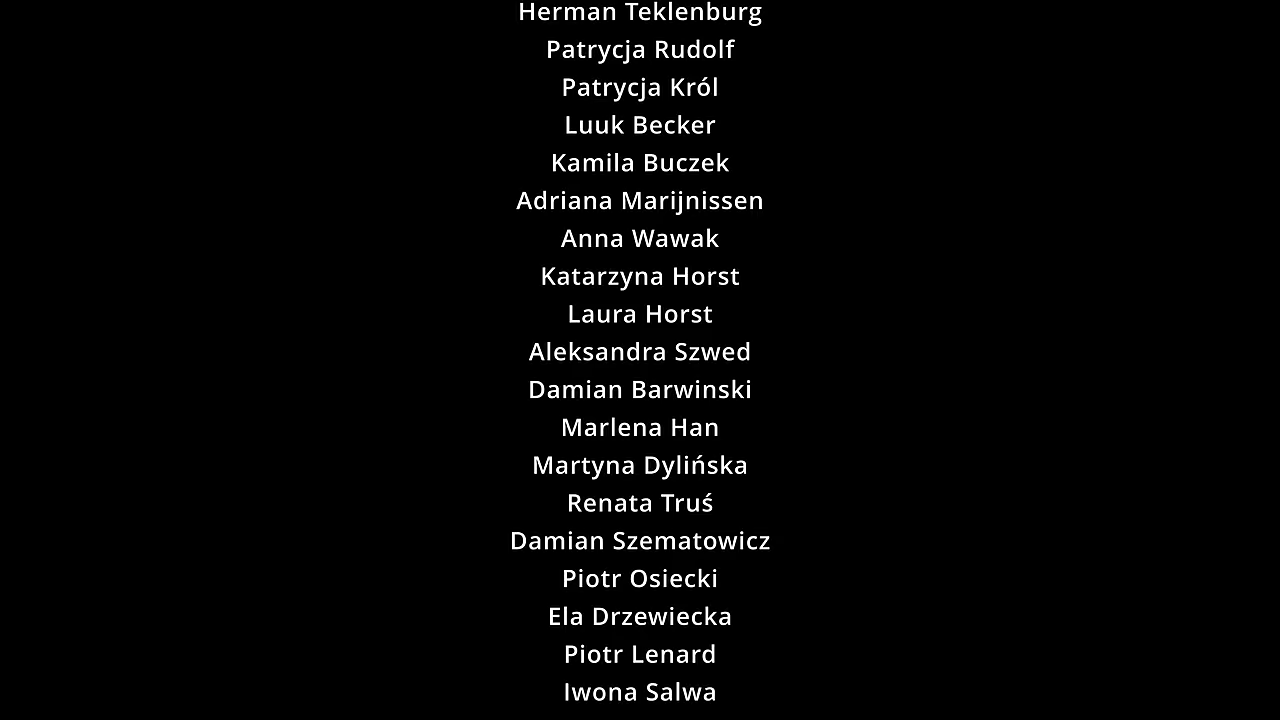 Herman Teklenburg
Patrycja Rudolf
Patrycja Król
Luuk Becker
Kamila Buczek
Adriana Marijnissen
Anna Wawak
Katarzyna Horst
Laura Horst
Aleksandra Szwed
Damian Barwinski
Marlena Han
Martyna Dylińska
Renata Truś
Damian Szematowicz
Piotr Osiecki
Ela Drzewiecka
Piotr Lenard
Iwona Salwa